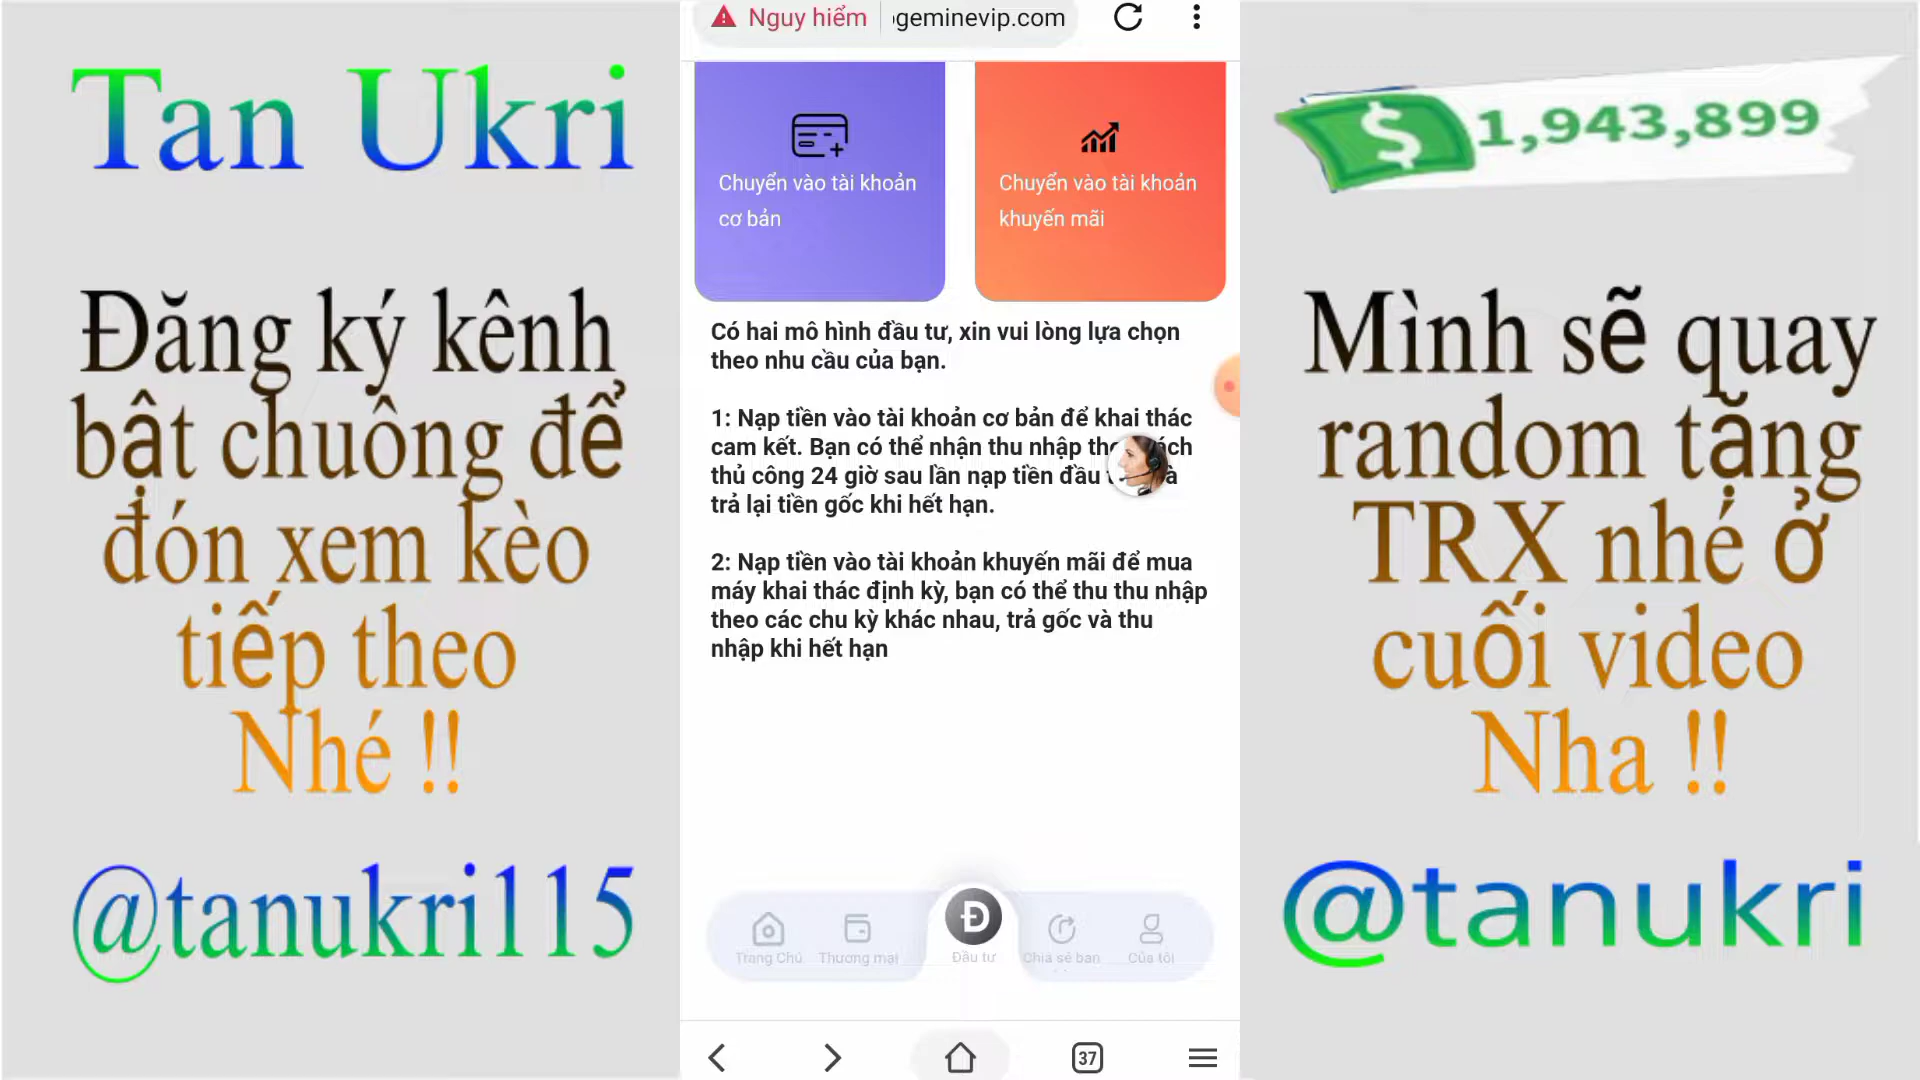 Tan Ukri
Đăng ký kênh
bật chuông để
đón xem kèo
tiếp theo
Nhé !!
@tanukri115
Nguy hiểm
geminevip.com
Chuyển vào tài khoản
cơ bản
Chuyển vào tài khoản
khuyến mãi
Có hai mô hình đầu tư, xin vui lòng lựa chọn
theo nhu cầu của bạn.
1: Nạp tiền vào tài khoản cơ bản để khai thác
cam kết. Bạn có thể nhận thu nhập
thủ công 24 giờ sau lần nạp tiền đầu
trả lại tiền gốc khi hết hạn.
2: Nạp tiền vào tài khoản khuyến mãi để mua
máy khai thác định kỳ, bạn có thể thu thu nhập
theo các chu kỳ khác nhau, trả gốc và thu
nhập khi hết hạn
Trang Chủ
Thương mại
Đầu tư
Chia sẻ bạn
Của tôi
37
$ 1,943,899
Mình sẽ quay
random tặng
TRX nhé ở
cuối video
Nha !!
@tanukri